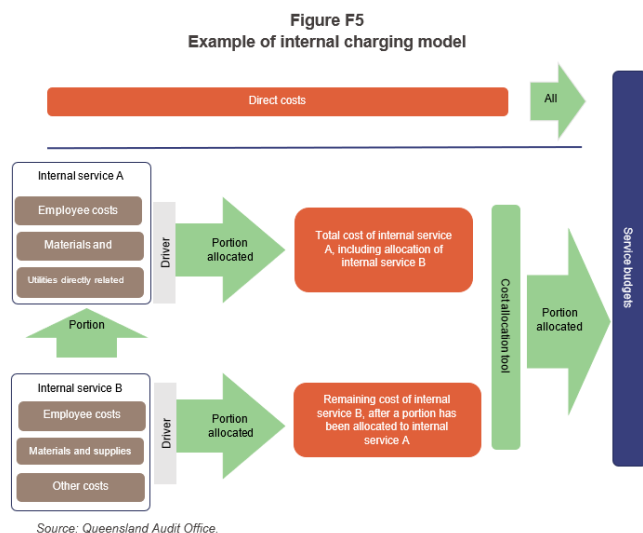 Figure F5
Example of internal charging model
Direct costs
All
Internal service A
Employee costs
Materials and
Utilities directly related
Driver
Portion
allocated
Total cost of internal service
A, including allocation of
internal service B
Portion
Internal service B
Employee costs
Materials and supplies
Other costs
Driver
Portion
allocated
Remaining cost of internal
service B, after a portion has
been allocated to internal
service A
Cost allocation tool
Portion
allocated
Service budgets
Source: Queensland Audit Office.